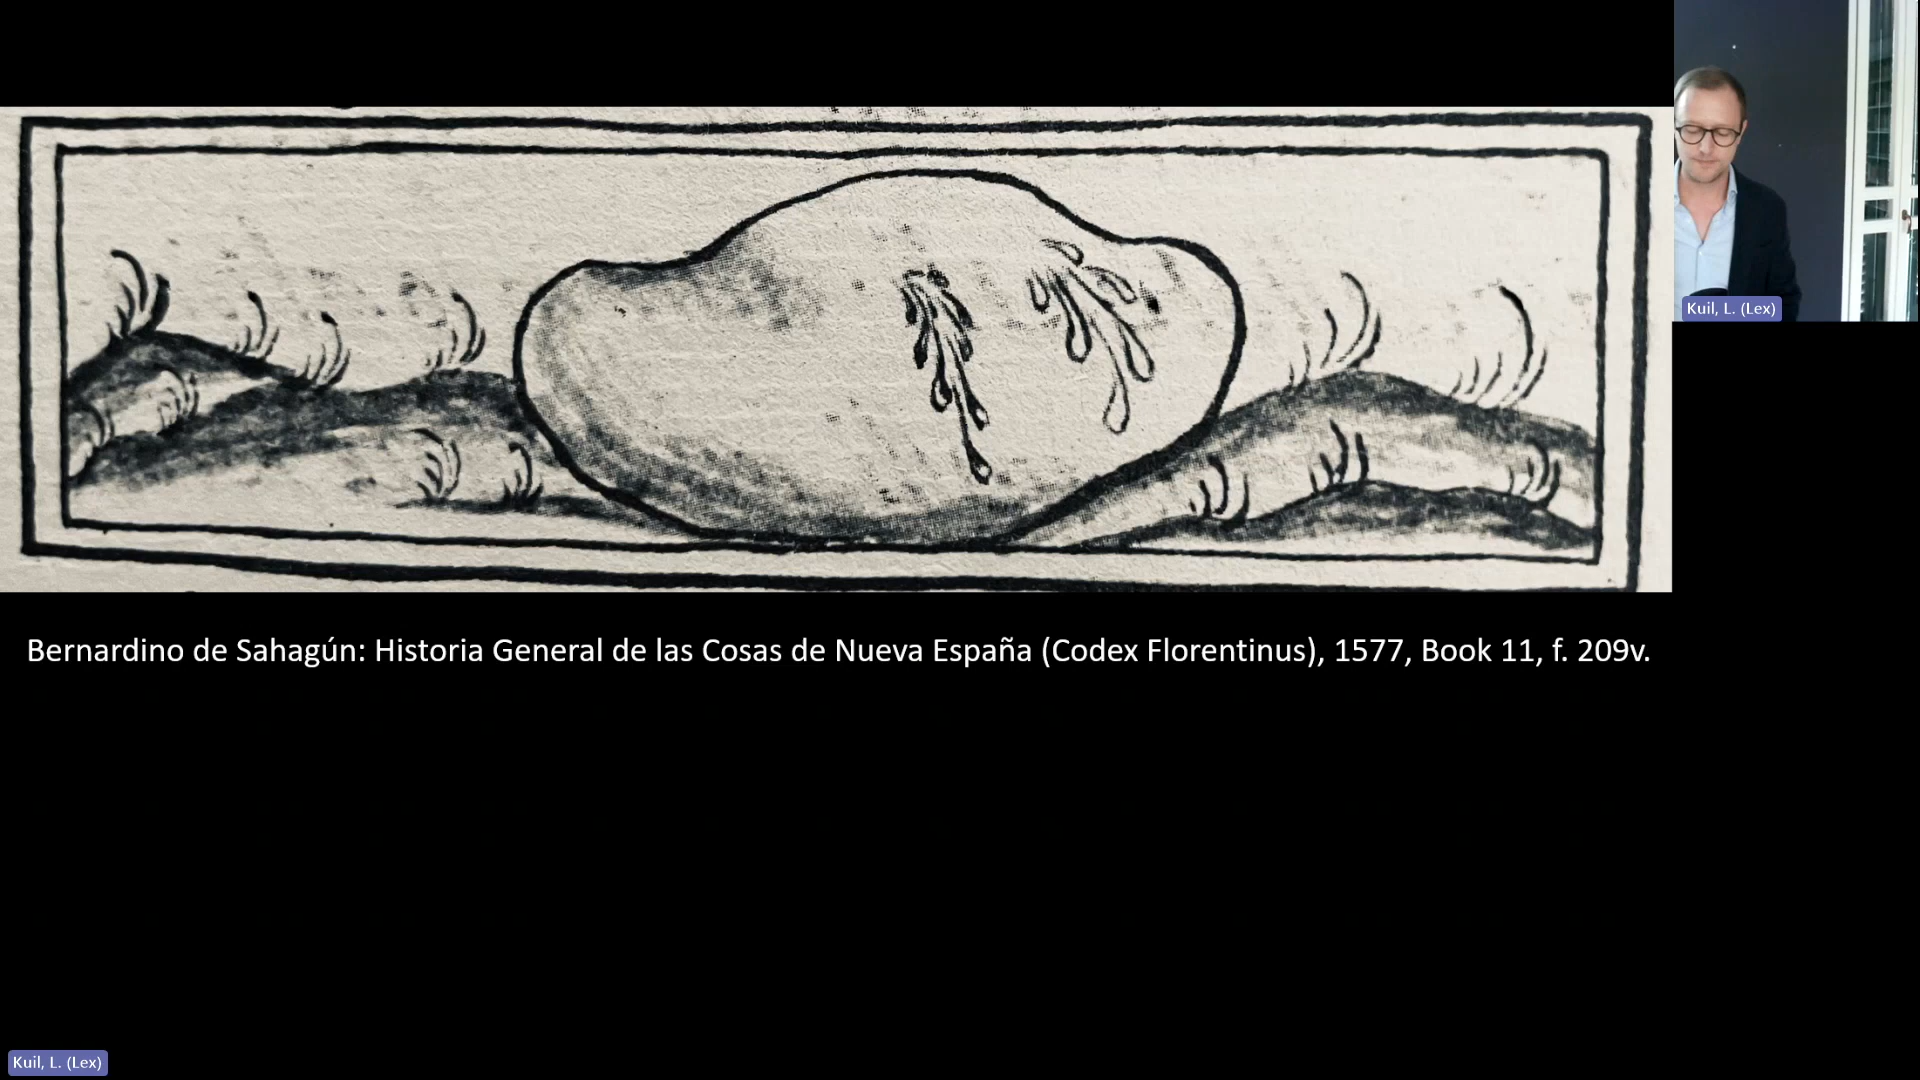 Kuil, L. (Lex)
Bernardino de Sahagún: Historia General de las Cosas de Nueva España (Codex Florentinus), 1577, Book 11, f. 209v.
Kuil, L. (Lex)